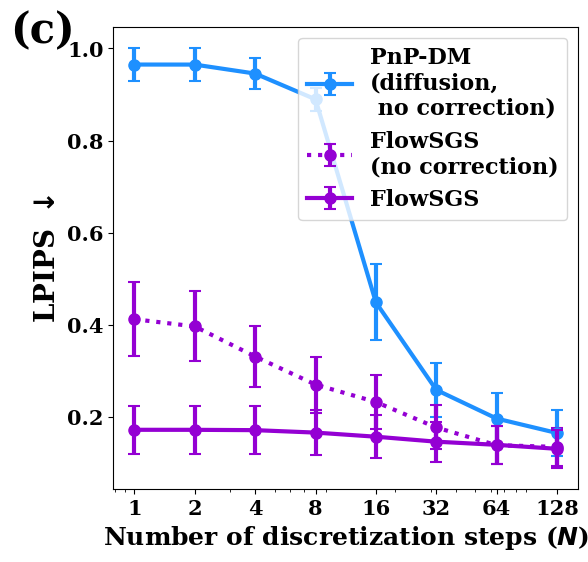 (c)
1.0
0.8
0.6
0.4
0.2
LPIPS ↓
PnP-DM
(diffusion,
no correction)
FlowSGS
(no correction)
FlowSGS
1 2 4 8 16 32 64 128
Number of discretization steps (N)